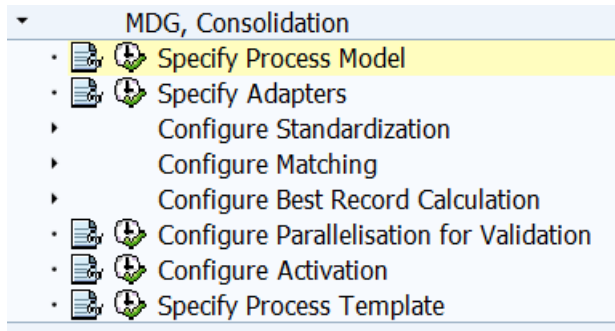 MDG, Consolidation
Specify Process Model
Specify Adapters
Configure Standardization
Configure Matching
Configure Best Record Calculation
Configure Parallelisation for Validation
Configure Activation
Specify Process Template